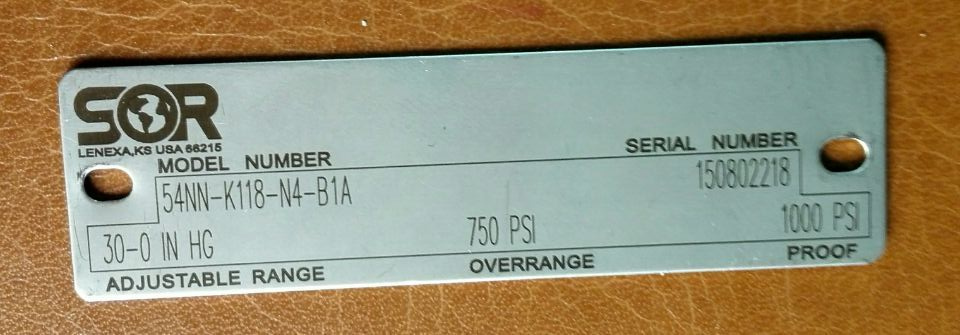 SOR
LENEXA,KS USA 66215
MODEL NUMBER
SERIAL NUMBER
54NN-K118-N4-B1A
150802218
30-0 IN HG
750 PSI
1000 PSI
ADJUSTABLE RANGE
OVERRANGE
PROOF